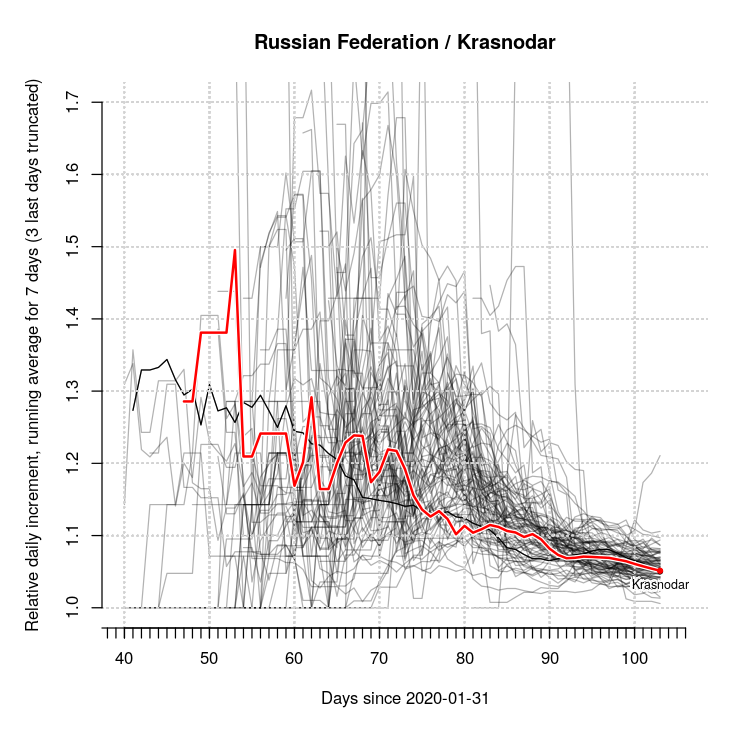 Russian Federation / Krasnodar
Relative daily increment, running average for 7 days (3 last days truncated)
1.7
1.6
1.5
1.4
1.3
1.2
1.1
1.0
Krasnodar
40 50 60 70 80 90 100
Days since 2020-01-31